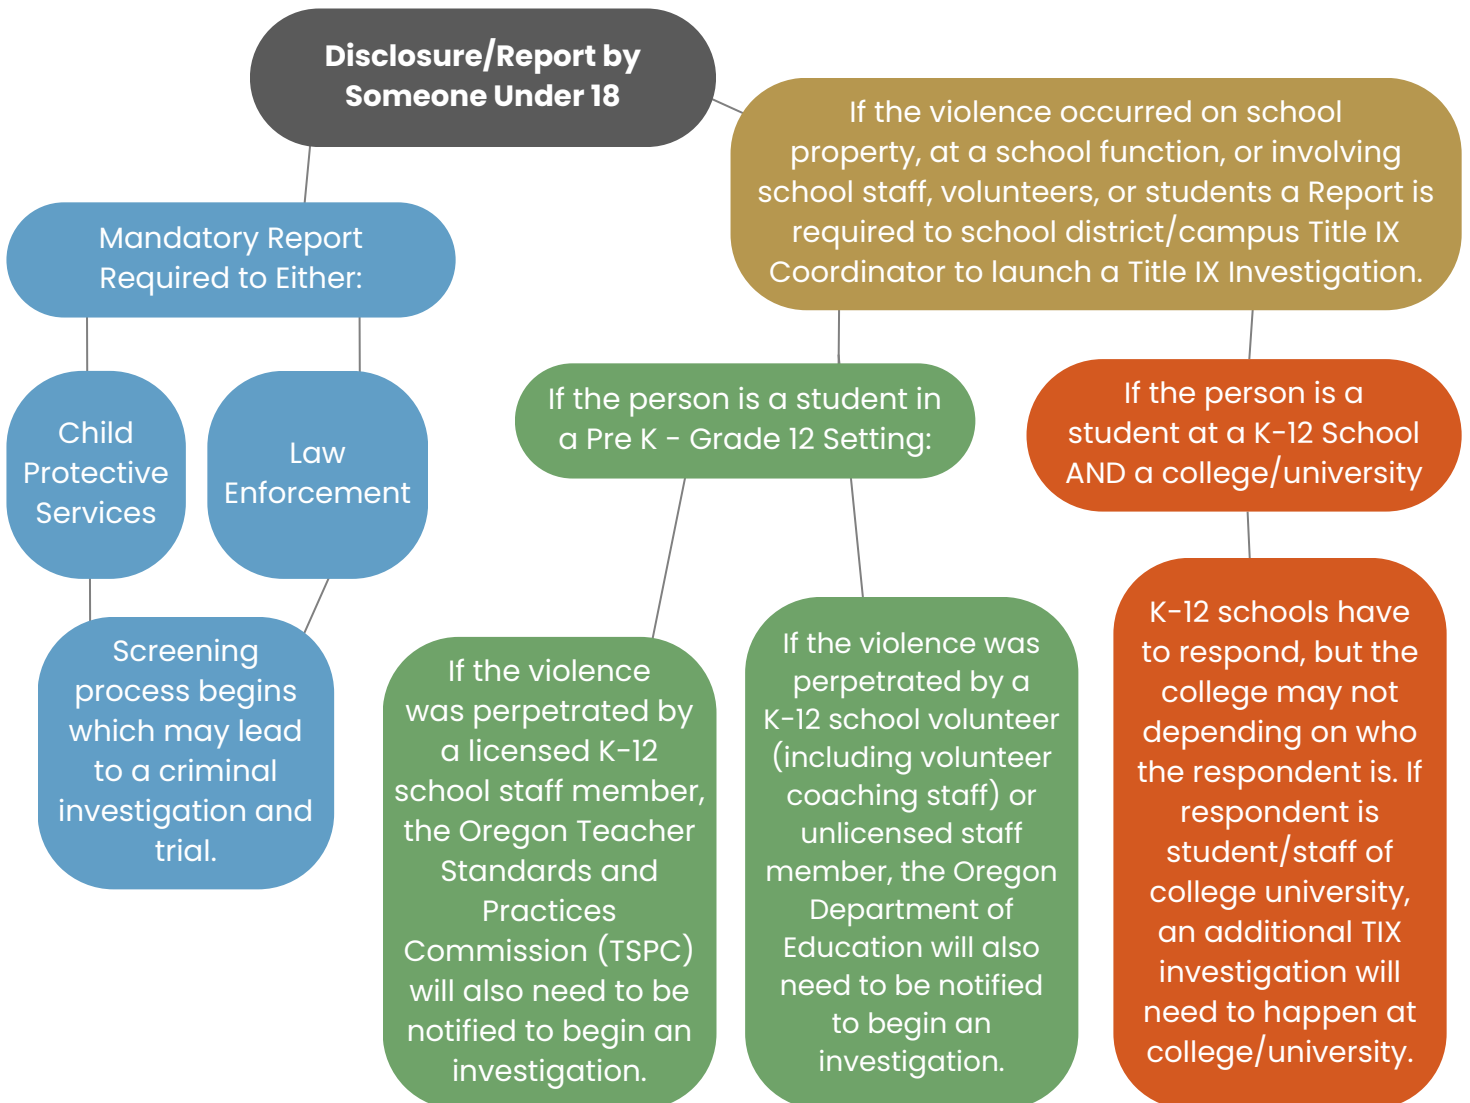 Disclosure/Report by
Someone Under 18
If the violence occurred on school
property, at a school function, or involving
school staff, volunteers, or students a Report is
required to school district/campus Title IX
Coordinator to launch a Title IX Investigation.
Mandatory Report
Required to Either:
Child
Protective
Services
Law
Enforcement
Screening
process begins
which may lead
to a criminal
investigation and
trial.
If the person is a student in
a Pre K - Grade 12 Setting:
If the violence
was perpetrated by
a licensed K-12
school staff member,
the Oregon Teacher
Standards and
Practices
Commission (TSPC)
will also need to be
notified to begin an
investigation.
If the violence was
perpetrated by a
K-12 school volunteer
(including volunteer
coaching staff) or
unlicensed staff
member, the Oregon
Department of
Education will also
need to be notified
to begin an
investigation.
If the person is a
student at a K-12 School
AND a college/university
K-12 schools have
to respond, but the
college may not
depending on who
the respondent is. If
respondent is
student/staff of
college university,
an additional TIX
investigation will
need to happen at
college/university.